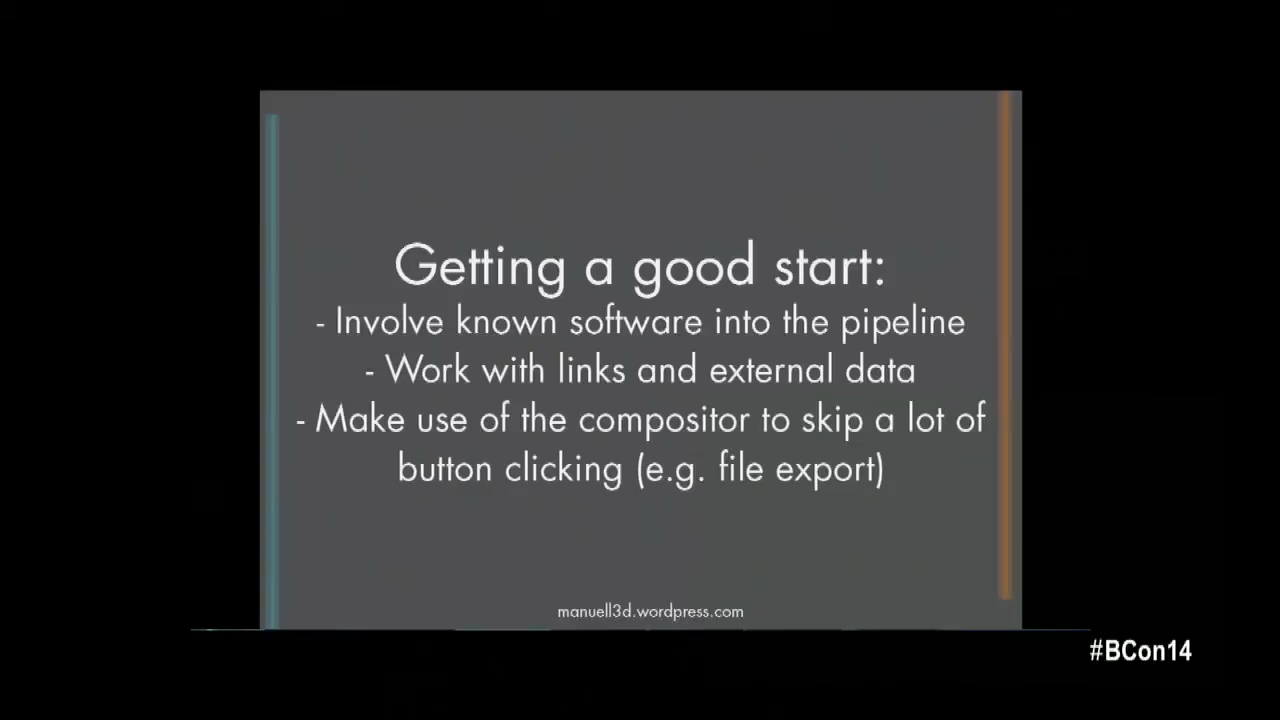 Getting a good start:
- Involve known software into the pipeline
- Work with links and external data
- Make use of the compositor to skip a lot of
button clicking (e.g. file export)
manuell3d.wordpress.com
#BCon14